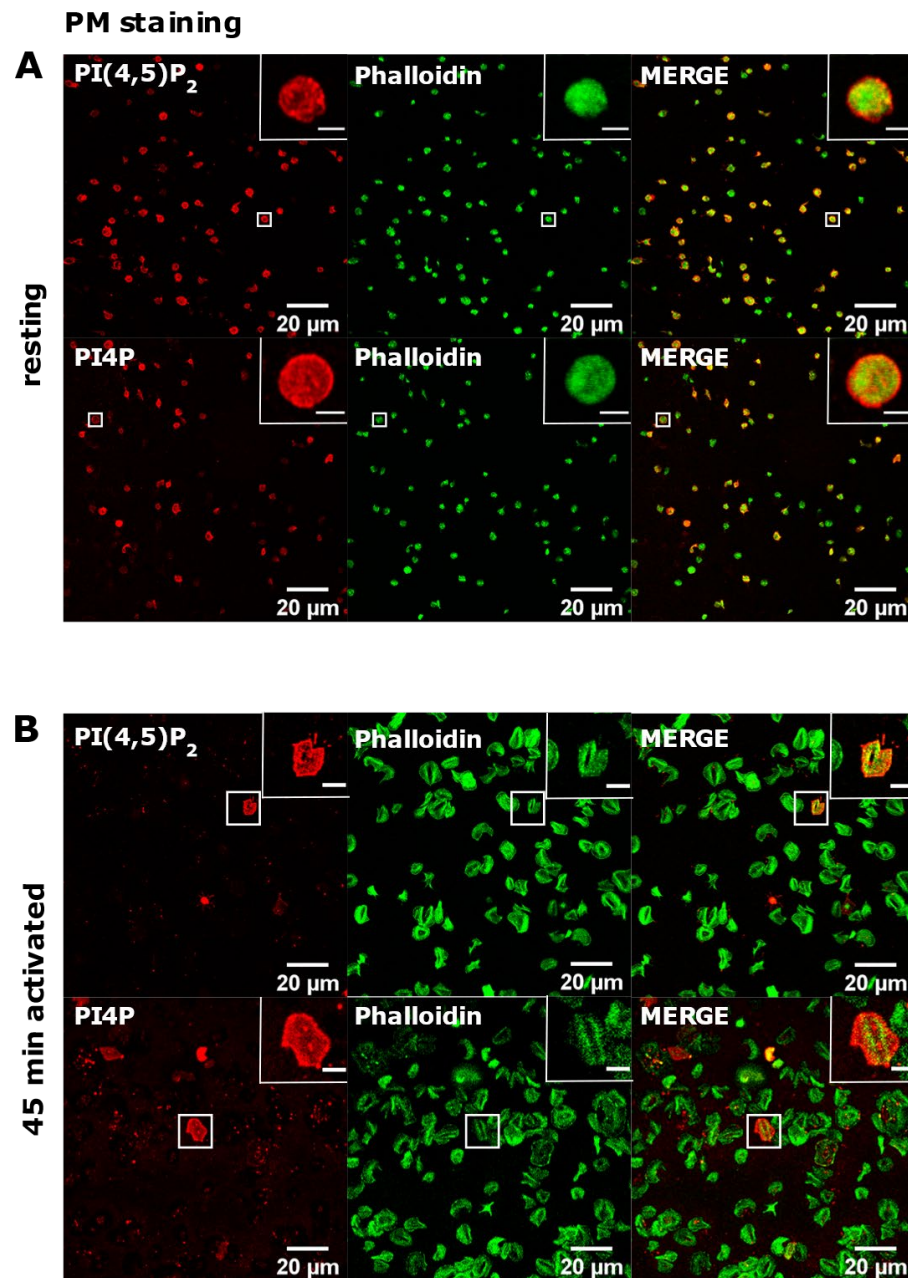 PM staining
A
PI(4,5)P2
Phalloidin
MERGE
20 µm
20 µm
20 µm
resting
PI4P
Phalloidin
MERGE
20 µm
20 µm
20 µm
B
PI(4,5)P2
Phalloidin
MERGE
20 µm
20 µm
20 µm
45 min activated
PI4P
Phalloidin
MERGE
20 µm
20 µm
20 µm